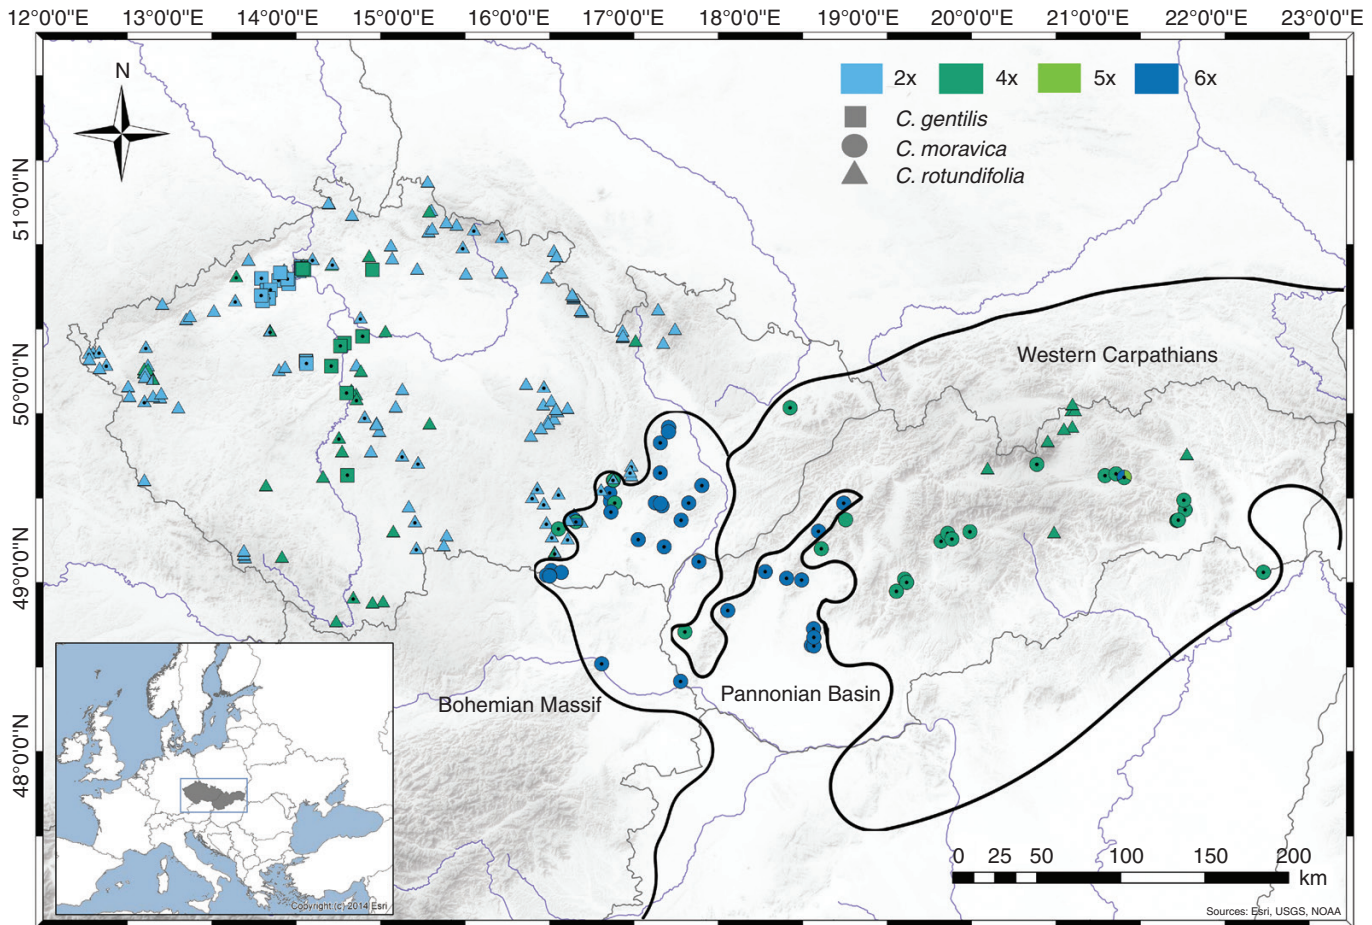 12°0'0"E 13°0'0"E 14°0'0"E 15°0'0"E 16°0'0"E 17°0'0"E 18°0'0"E 19°0'0"E 20°0'0"E 21°0'0"E 22°0'0"E 23°0'0"E
N
2x 4x 5x 6x
C. gentilis
C. moravica
C. rotundifolia
51°0'0"N
50°0'0"N
49°0'0"N
48°0'0"N
Western Carpathians
Bohemian Massif
Pannonian Basin
0 25 50 100 150 200
km
Copyright:(c) 2014 Esri
Sources: Esri, USGS, NOAA